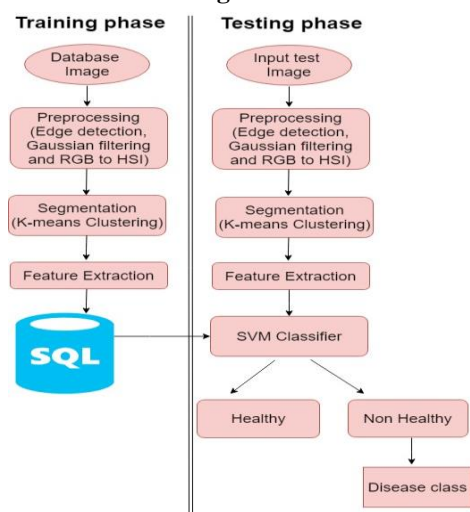 Training phase
Database
Image
Preprocessing
(Edge detection,
Gaussian filtering
and RGB to HSI)
Segmentation
(K-means Clustering)
Feature Extraction
SQL
Testing phase
Input test
Image
Preprocessing
(Edge detection,
Gaussian filtering
and RGB to HSI)
Segmentation
(K-means Clustering)
Feature Extraction
SVM Classifier
Healthy
Non Healthy
Disease class